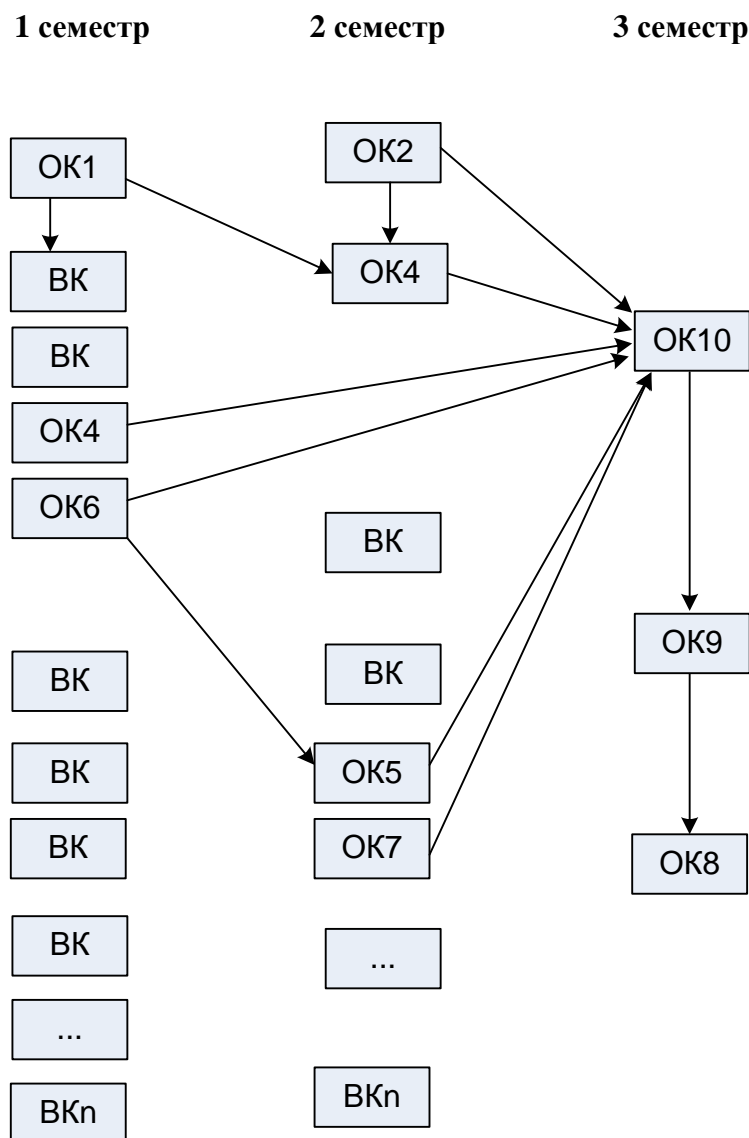 1 семестр 2 семестр 3 семестр
ОК1
ВК
ВК
ОК4
ОК6
ВК
ВК
ВК
ВК
...
ВКn
ОК2
ОК4
ВК
ВК
ОК5
ОК7
...
ВКn
ОК10
ОК9
ОК8